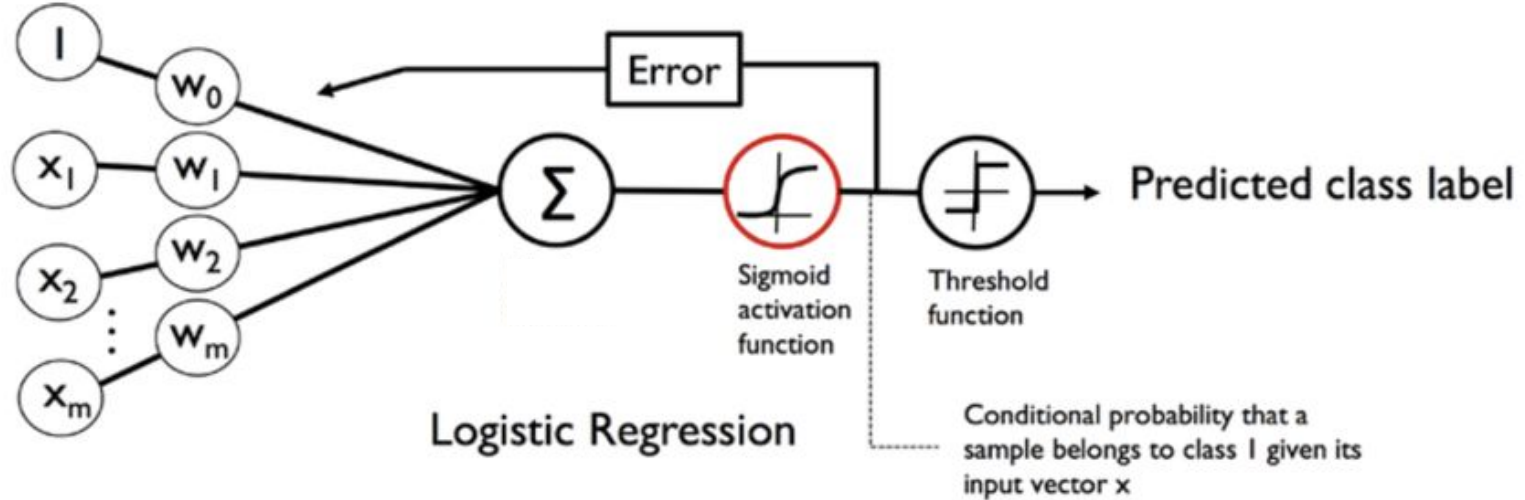 1
w₀
Error
x₁
w₁
Σ
Predicted class label
x₂
w₂
Sigmoid
activation
function
Threshold
function
⋮
wₘ
xₘ
Logistic Regression
Conditional probability that a
sample belongs to class 1 given its
input vector x